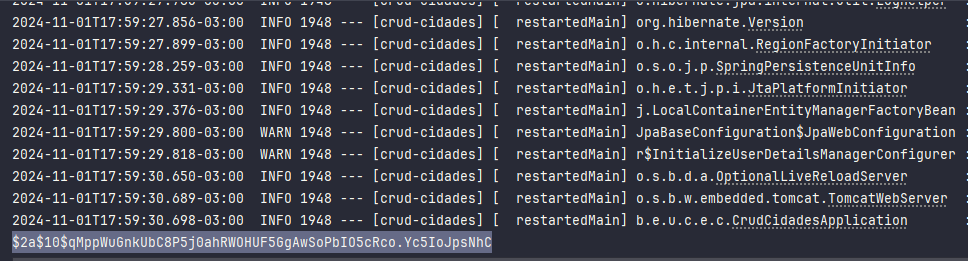 2024-11-01T17:59:27.856-03:00  INFO 1948 --- [crud-cidades] [  restartedMain] org.hibernate.Version
2024-11-01T17:59:27.899-03:00  INFO 1948 --- [crud-cidades] [  restartedMain] o.h.c.internal.RegionFactoryInitiator
2024-11-01T17:59:28.259-03:00  INFO 1948 --- [crud-cidades] [  restartedMain] o.s.o.j.p.SpringPersistenceUnitInfo
2024-11-01T17:59:29.331-03:00  INFO 1948 --- [crud-cidades] [  restartedMain] o.h.e.t.j.p.i.JtaPlatformInitiator
2024-11-01T17:59:29.376-03:00  INFO 1948 --- [crud-cidades] [  restartedMain] j.LocalContainerEntityManagerFactoryBean
2024-11-01T17:59:29.800-03:00  WARN 1948 --- [crud-cidades] [  restartedMain] JpaBaseConfiguration$JpaWebConfiguration
2024-11-01T17:59:29.818-03:00  WARN 1948 --- [crud-cidades] [  restartedMain] r$InitializeUserDetailsManagerConfigurer
2024-11-01T17:59:30.650-03:00  INFO 1948 --- [crud-cidades] [  restartedMain] o.s.b.d.a.OptionalLiveReloadServer
2024-11-01T17:59:30.689-03:00  INFO 1948 --- [crud-cidades] [  restartedMain] o.s.b.w.embedded.tomcat.TomcatWebServer
2024-11-01T17:59:30.698-03:00  INFO 1948 --- [crud-cidades] [  restartedMain] b.e.u.c.e.c.CrudCidadesApplication
$2a$10$qMppWuGnkUbC8P5j0ahRWOHUF5GgAwSoPbIO5cRco.Yc5IoJpsNhC